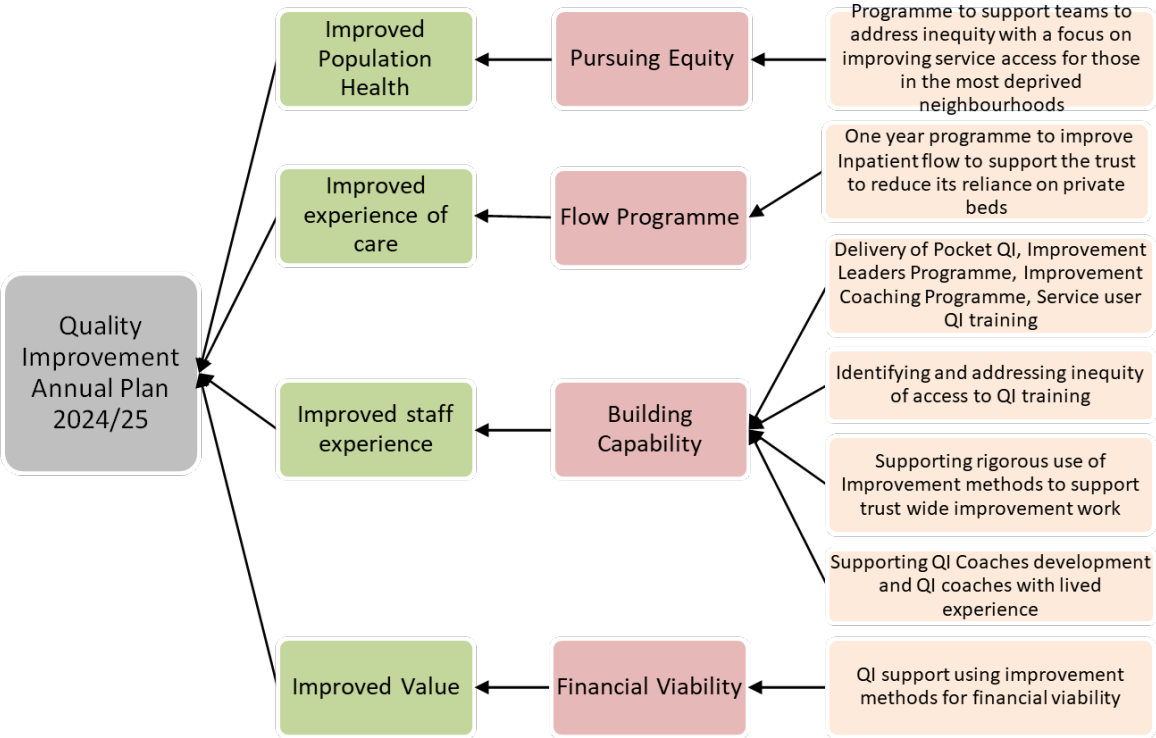 Improved
Population
Health
Pursuing Equity
Programme to support teams to
address inequity with a focus on
improving service access for those
in the most deprived
neighbourhoods
Improved
experience of
care
Flow Programme
One year programme to improve
Inpatient flow to support the trust
to reduce its reliance on private
beds
Quality
Improvement
Annual Plan
2024/25
Improved staff
experience
Building
Capability
Delivery of Pocket QI, Improvement
Leaders Programme, Improvement
Coaching Programme, Service user
QI training
Identifying and addressing inequity
of access to QI training
Supporting rigorous use of
Improvement methods to support
trust wide improvement work
Supporting QI Coaches development
and QI coaches with lived
experience
Improved Value
Financial Viability
QI support using improvement
methods for financial viability